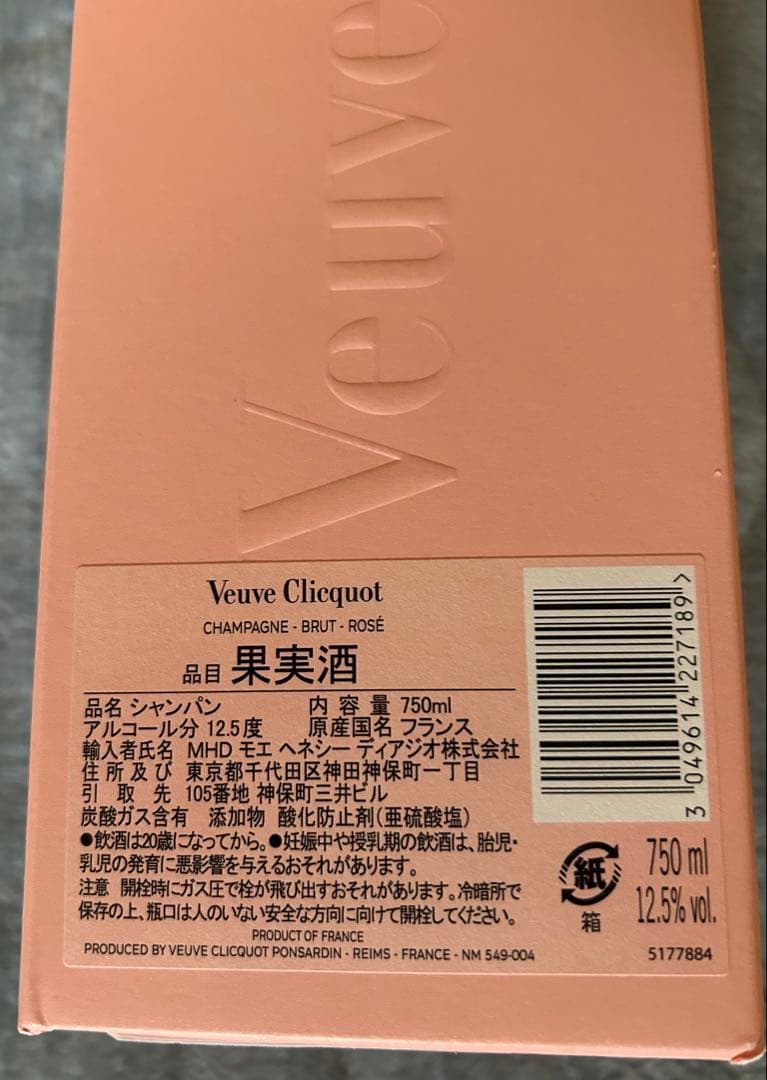 Veuve
Veuve Clicquot
CHAMPAGNE - BRUT - ROSÉ
品目 果実酒
品名 シャンパン 内容量 750ml
アルコール分 12.5度 原産国名 フランス
輸入者氏名 MHD モエ ヘネシー ディアジオ株式会社
住所及び 東京都千代田区神田神保町一丁目
引取先 105番地 神保町三井ビル
炭酸ガス含有 添加物 酸化防止剤(亜硫酸塩)
●飲酒は20歳になってから。●妊娠中や授乳期の飲酒は、胎児・
乳児の発育に悪影響を与えるおそれがあります。
注意 開栓時にガス圧で栓が飛び出すおそれがあります。冷暗所で
保存の上、瓶口は人のいない安全な方向に向けて開栓してください。
PRODUCT OF FRANCE
PRODUCED BY VEUVE CLICQUOT PONSARDIN - REIMS - FRANCE - NM 549-004
3 049614 227189 >
紙
箱
750 ml
12.5% vol.
5177884